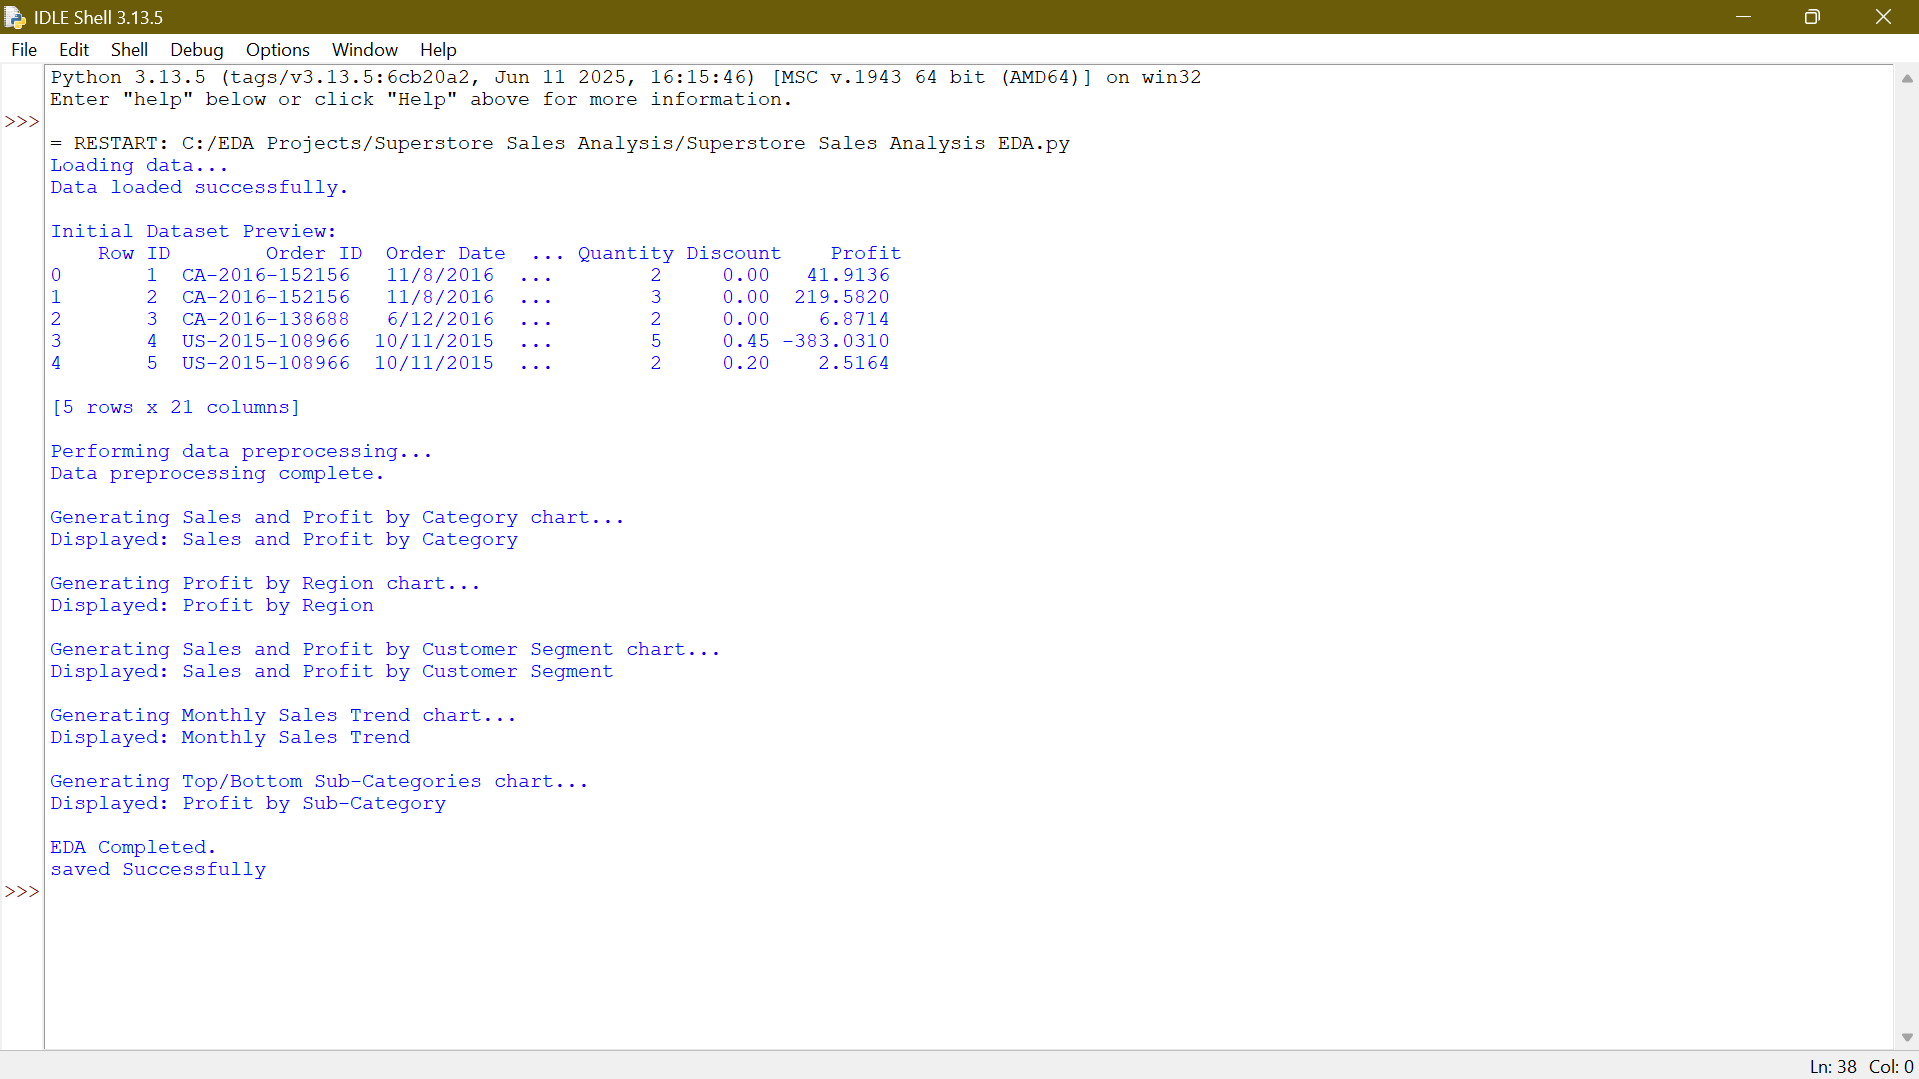 IDLE Shell 3.13.5
File Edit Shell Debug Options Window Help
Python 3.13.5 (tags/v3.13.5:6cb20a2, Jun 11 2025, 16:15:46) [MSC v.1943 64 bit (AMD64)] on win32
Enter "help" below or click "Help" above for more information.
>>>
= RESTART: C:/EDA Projects/Superstore Sales Analysis/Superstore Sales Analysis EDA.py
Loading data...
Data loaded successfully.
Initial Dataset Preview:
    Row ID        Order ID  Order Date  ... Quantity Discount    Profit
0       1  CA-2016-152156   11/8/2016  ...        2     0.00   41.9136
1       2  CA-2016-152156   11/8/2016  ...        3     0.00  219.5820
2       3  CA-2016-138688   6/12/2016  ...        2     0.00    6.8714
3       4  US-2015-108966  10/11/2015  ...        5     0.45 -383.0310
4       5  US-2015-108966  10/11/2015  ...        2     0.20    2.5164
[5 rows x 21 columns]
Performing data preprocessing...
Data preprocessing complete.
Generating Sales and Profit by Category chart...
Displayed: Sales and Profit by Category
Generating Profit by Region chart...
Displayed: Profit by Region
Generating Sales and Profit by Customer Segment chart...
Displayed: Sales and Profit by Customer Segment
Generating Monthly Sales Trend chart...
Displayed: Monthly Sales Trend
Generating Top/Bottom Sub-Categories chart...
Displayed: Profit by Sub-Category
EDA Completed.
saved Successfully
>>>
Ln: 38 Col: 0